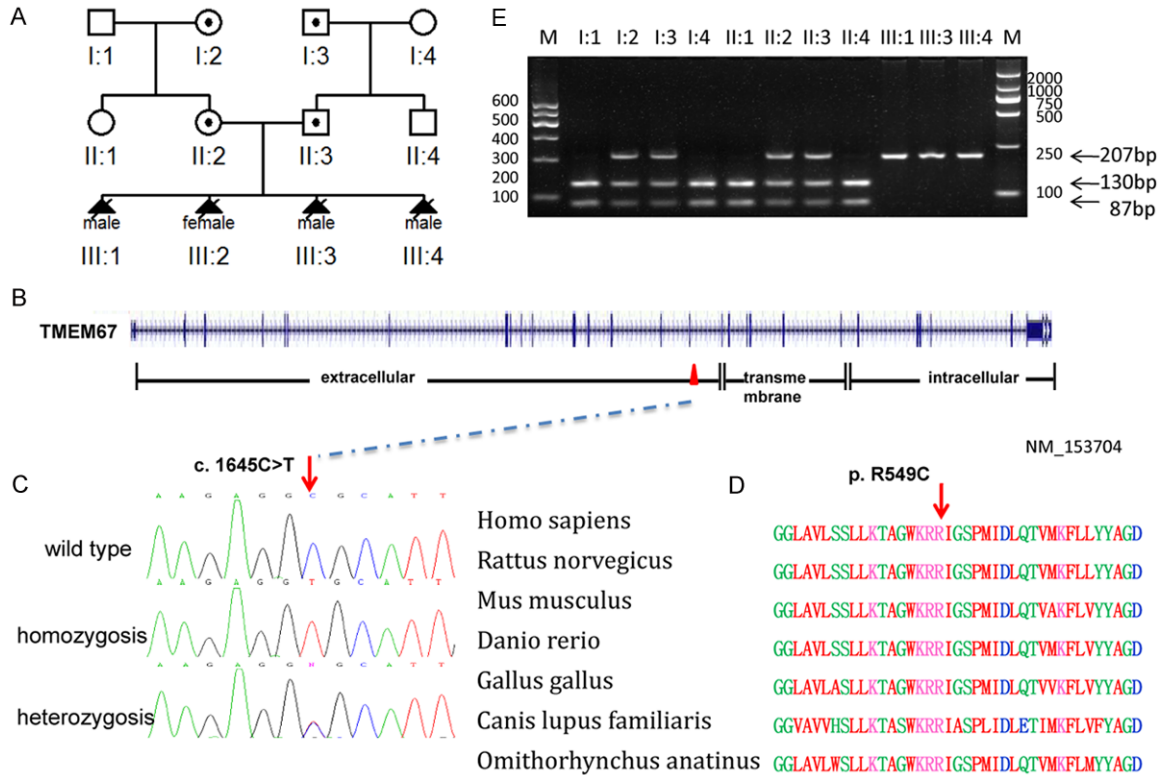 A
I:1 I:2 I:3 I:4
II:1 II:2 II:3 II:4
male female male male
III:1 III:2 III:3 III:4
E
M I:1 I:2 I:3 I:4 II:1 II:2 II:3 II:4 III:1 III:3 III:4 M
600
500
400
300
200
100
2000
1000
750
500
250
100
207bp
130bp
87bp
B
TMEM67
extracellular
transme
mbrane
intracellular
NM_153704
c. 1645C>T
C
A A G A G G C G C A T T
wild type
A A G A G G T G C A T T
homozygosis
A A G A G G N G C A T T
heterozygosis
Homo sapiens
Rattus norvegicus
Mus musculus
Danio rerio
Gallus gallus
Canis lupus familiaris
Omithorhynchus anatinus
D
p. R549C
GGLAVLSSLLKTAGWKRRIGSPMIDLQTVMKFLLYYAGD
GGLAVLSSLLKTAGWKRRIGSPMIDLQTVMKFLVYYAGD
GGLAVLSSLLKTAGWKRRIGSPMIDLQTVAKFLVYYAGD
GGLAVLSSLLKTAGWKRRIGSPMIDLQTVMKFLVYYAGD
GGLAVLASLLKTAGWKRRIGSPMIDLQTVVKFLVYYAGD
GGVAVVHSLLKTASWKRRIASPLIDLETIMKFLVFYAGD
GGLAVLWSLLKTAGWKRRIGSPMIDLQTVMKFLMYYAGD